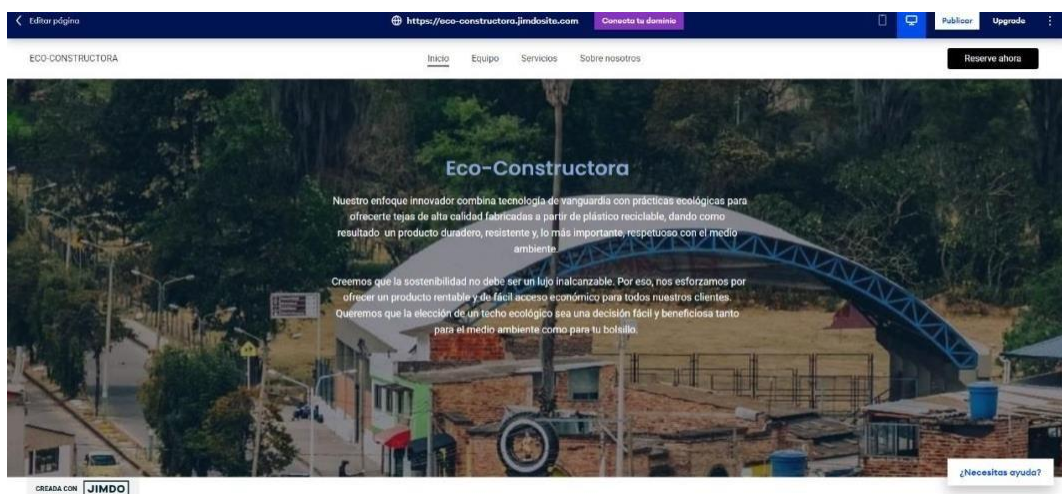 Editar página
https://eco-constructora.jimdosite.com
Conecta tu dominio
Publicar
Upgrade
ECO-CONSTRUCTORA
Inicio
Equipo
Servicios
Sobre nosotros
Reserve ahora
Eco-Constructora
Nuestro enfoque innovador combina tecnología de vanguardia con prácticas ecológicas para
ofrecerte tejas de alta calidad fabricadas a partir de plástico reciclable, dando como
resultado un producto duradero, resistente y, lo más importante, respetuoso con el medio
ambiente.
Creemos que la sostenibilidad no debe ser un lujo inalcanzable. Por eso, nos esforzamos por
ofrecer un producto rentable y de fácil acceso económico para todos nuestros clientes.
Queremos que la elección de un techo ecológico sea una decisión fácil y beneficiosa tanto
para el medio ambiente como para tu bolsillo.
¿Necesitas ayuda?
CREADA CON JIMDO